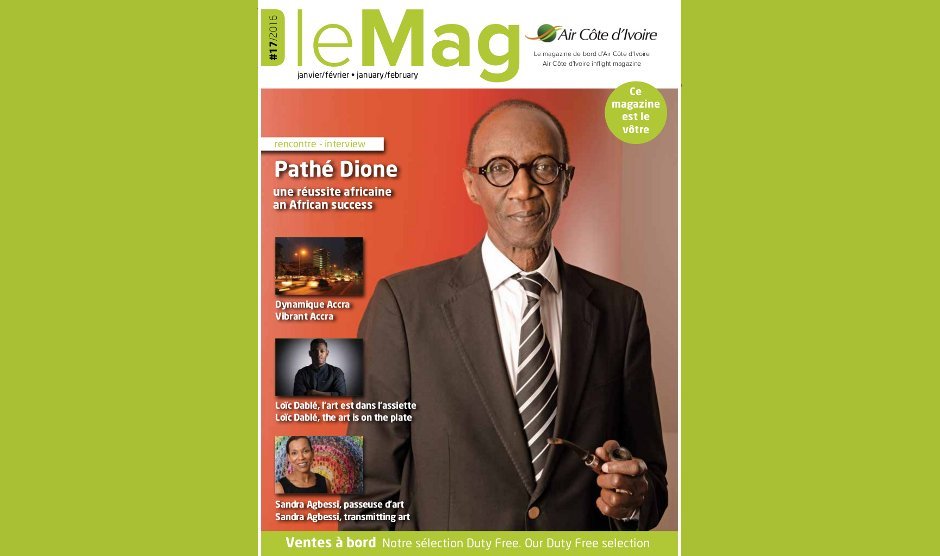 #17/2016
leMag
janvier/février • january/february
Air Côte d'Ivoire
Le magazine de bord d'Air Côte d'Ivoire
Air Côte d'Ivoire inflight magazine
Ce
magazine
est le
vôtre
rencontre - interview
Pathé Dione
une réussite africaine
an African success
Dynamique Accra
Vibrant Accra
Loïc Dablé, l'art est dans l'assiette
Loïc Dablé, the art is on the plate
Sandra Agbessi, passeuse d'art
Sandra Agbessi, transmitting art
Ventes à bord Notre sélection Duty Free. Our Duty Free selection